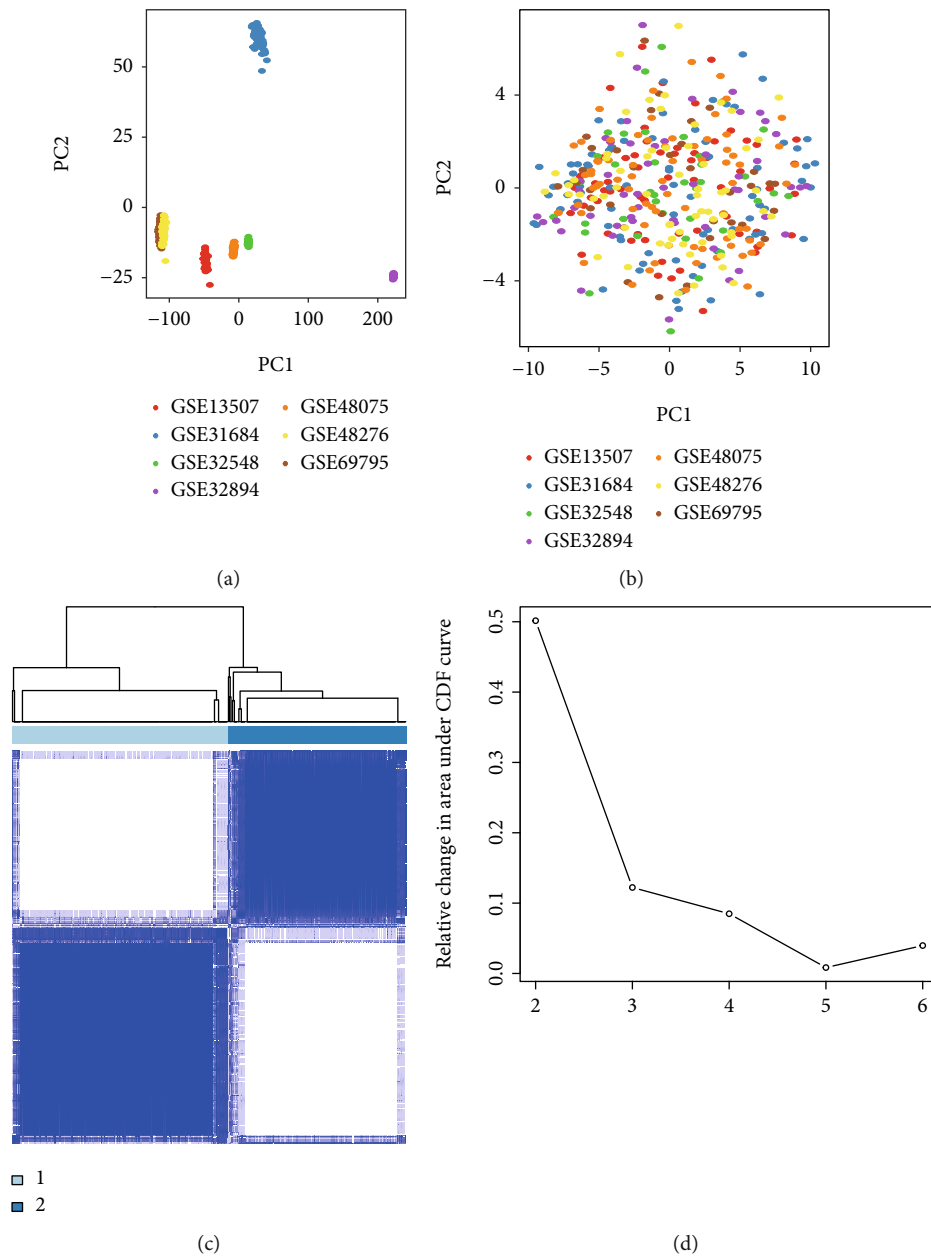 50
25
0
−25
PC2
−100 0 100 200
PC1
GSE13507 GSE48075
GSE31684 GSE48276
GSE32548 GSE69795
GSE32894
(a)
4
0
−4
PC2
−10 −5 0 5 10
PC1
GSE13507 GSE48075
GSE31684 GSE48276
GSE32548 GSE69795
GSE32894
(b)
1
2
(c)
Relative change in area under CDF curve
0.5
0.4
0.3
0.2
0.1
0.0
2 3 4 5 6
(d)